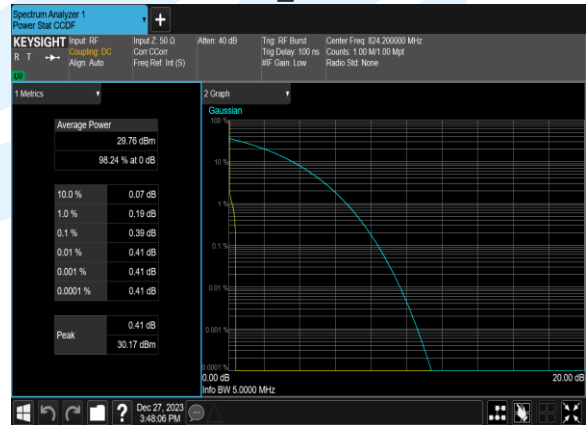 Spectrum Analyzer 1
Power Stat CCDF
+
KEYSIGHT
R T
LM
Input: RF
Coupling: DC
Align: Auto
Input Z: 50 Ω
Corr CCorr
Freq Ref: Int (S)
Atten: 40 dB
Trig: RF Burst
Trig Delay: 100 ns
#IF Gain: Low
Center Freq: 824.200000 MHz
Counts: 1.00 M/1.00 Mpt
Radio Std: None
1 Metrics
Average Power
29.76 dBm
98.24 % at 0 dB
10.0 % 0.07 dB
1.0 % 0.19 dB
0.1 % 0.39 dB
0.01 % 0.41 dB
0.001 % 0.41 dB
0.0001 % 0.41 dB
Peak
0.41 dB
30.17 dBm
2 Graph
Gaussian
100 %
10 %
1 %
0.1 %
0.01 %
0.001 %
0.0001 %
0.00 dB 20.00 dB
Info BW 5.0000 MHz
?
Dec 27, 2023
3:48:06 PM